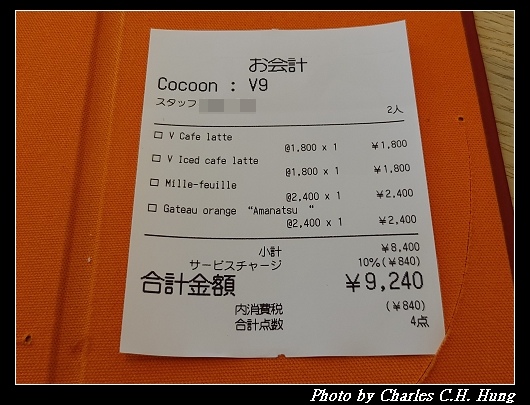 お会計
Cocoon : V9
スタッフ
2人
□ V Cafe latte
@1,800 x 1 ¥1,800
□ V Iced cafe latte
@1,800 x 1 ¥1,800
□ Mille-feuille
@2,400 x 1 ¥2,400
□ Gateau orange “Amanatsu “
@2,400 x 1 ¥2,400
小計 ¥8,400
サービスチャージ 10%(¥840)
合計金額 ¥9,240
内消費税 (¥840)
合計点数 4点
Photo by Charles C.H. Hung